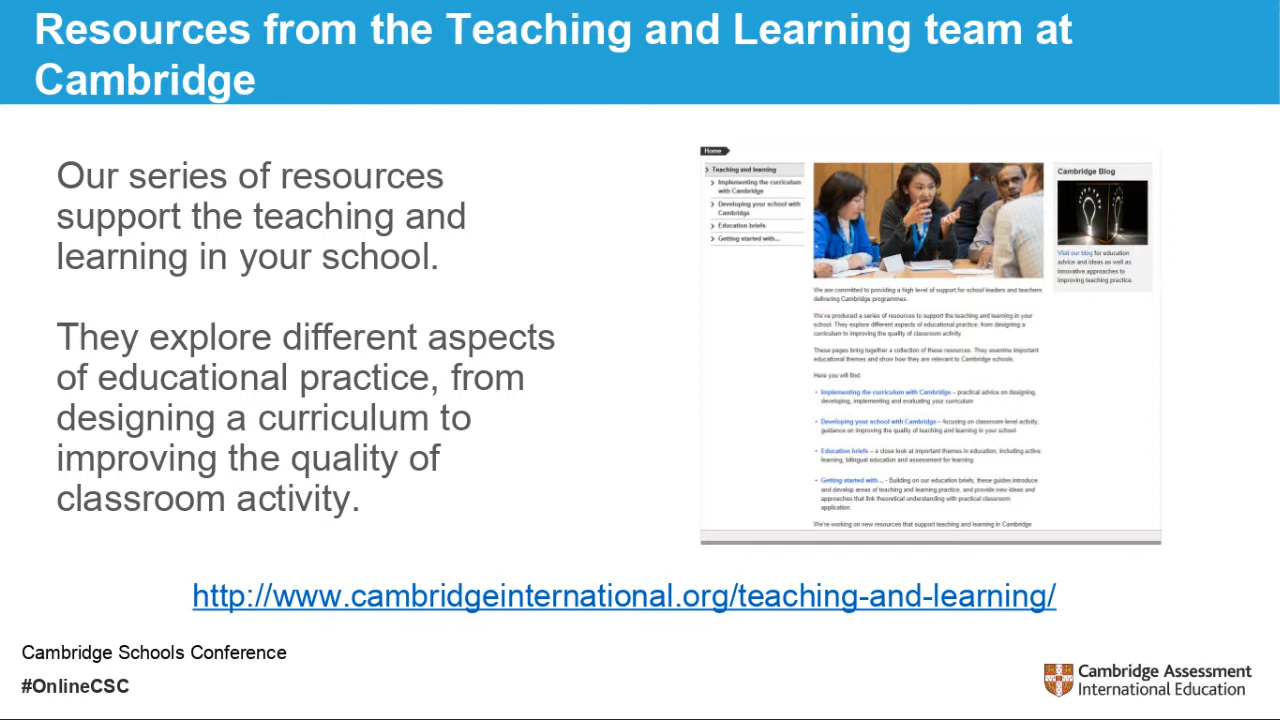 Resources from the Teaching and Learning team at
Cambridge
Our series of resources
support the teaching and
learning in your school.
They explore different aspects
of educational practice, from
designing a curriculum to
improving the quality of
classroom activity.
Home
Teaching and learning
Implementing the curriculum
with Cambridge
Developing your school with
Cambridge
Education briefs
Getting started with...
We are committed to providing a high level of support for school leaders and teachers
delivering Cambridge programmes.
We've produced a series of resources to support the teaching and learning in your
school. They explore different aspects of educational practice, from designing a
curriculum to improving the quality of classroom activity.
These pages bring together a collection of these resources. They examine important
educational themes and show how they are relevant to Cambridge schools.
Here you will find:
- Implementing the curriculum with Cambridge – practical advice on designing,
developing, implementing and evaluating your curriculum
- Developing your school with Cambridge – focusing on classroom-level activity,
guidance on improving the quality of teaching and learning in your school
- Education briefs – a close look at important themes in education, including active
learning, bilingual education and assessment for learning.
- Getting started with... - Building on our education briefs, these guides introduce
and develop areas of teaching and learning practice, and provide new ideas and
approaches that link theoretical understanding with practical classroom
application.
We're working on new resources that support teaching and learning in Cambridge
Cambridge Blog
Visit our blog for education
advice and ideas as well as
innovative approaches to
improving teaching practice.
http://www.cambridgeinternational.org/teaching-and-learning/
Cambridge Schools Conference
#OnlineCSC
Cambridge Assessment
International Education